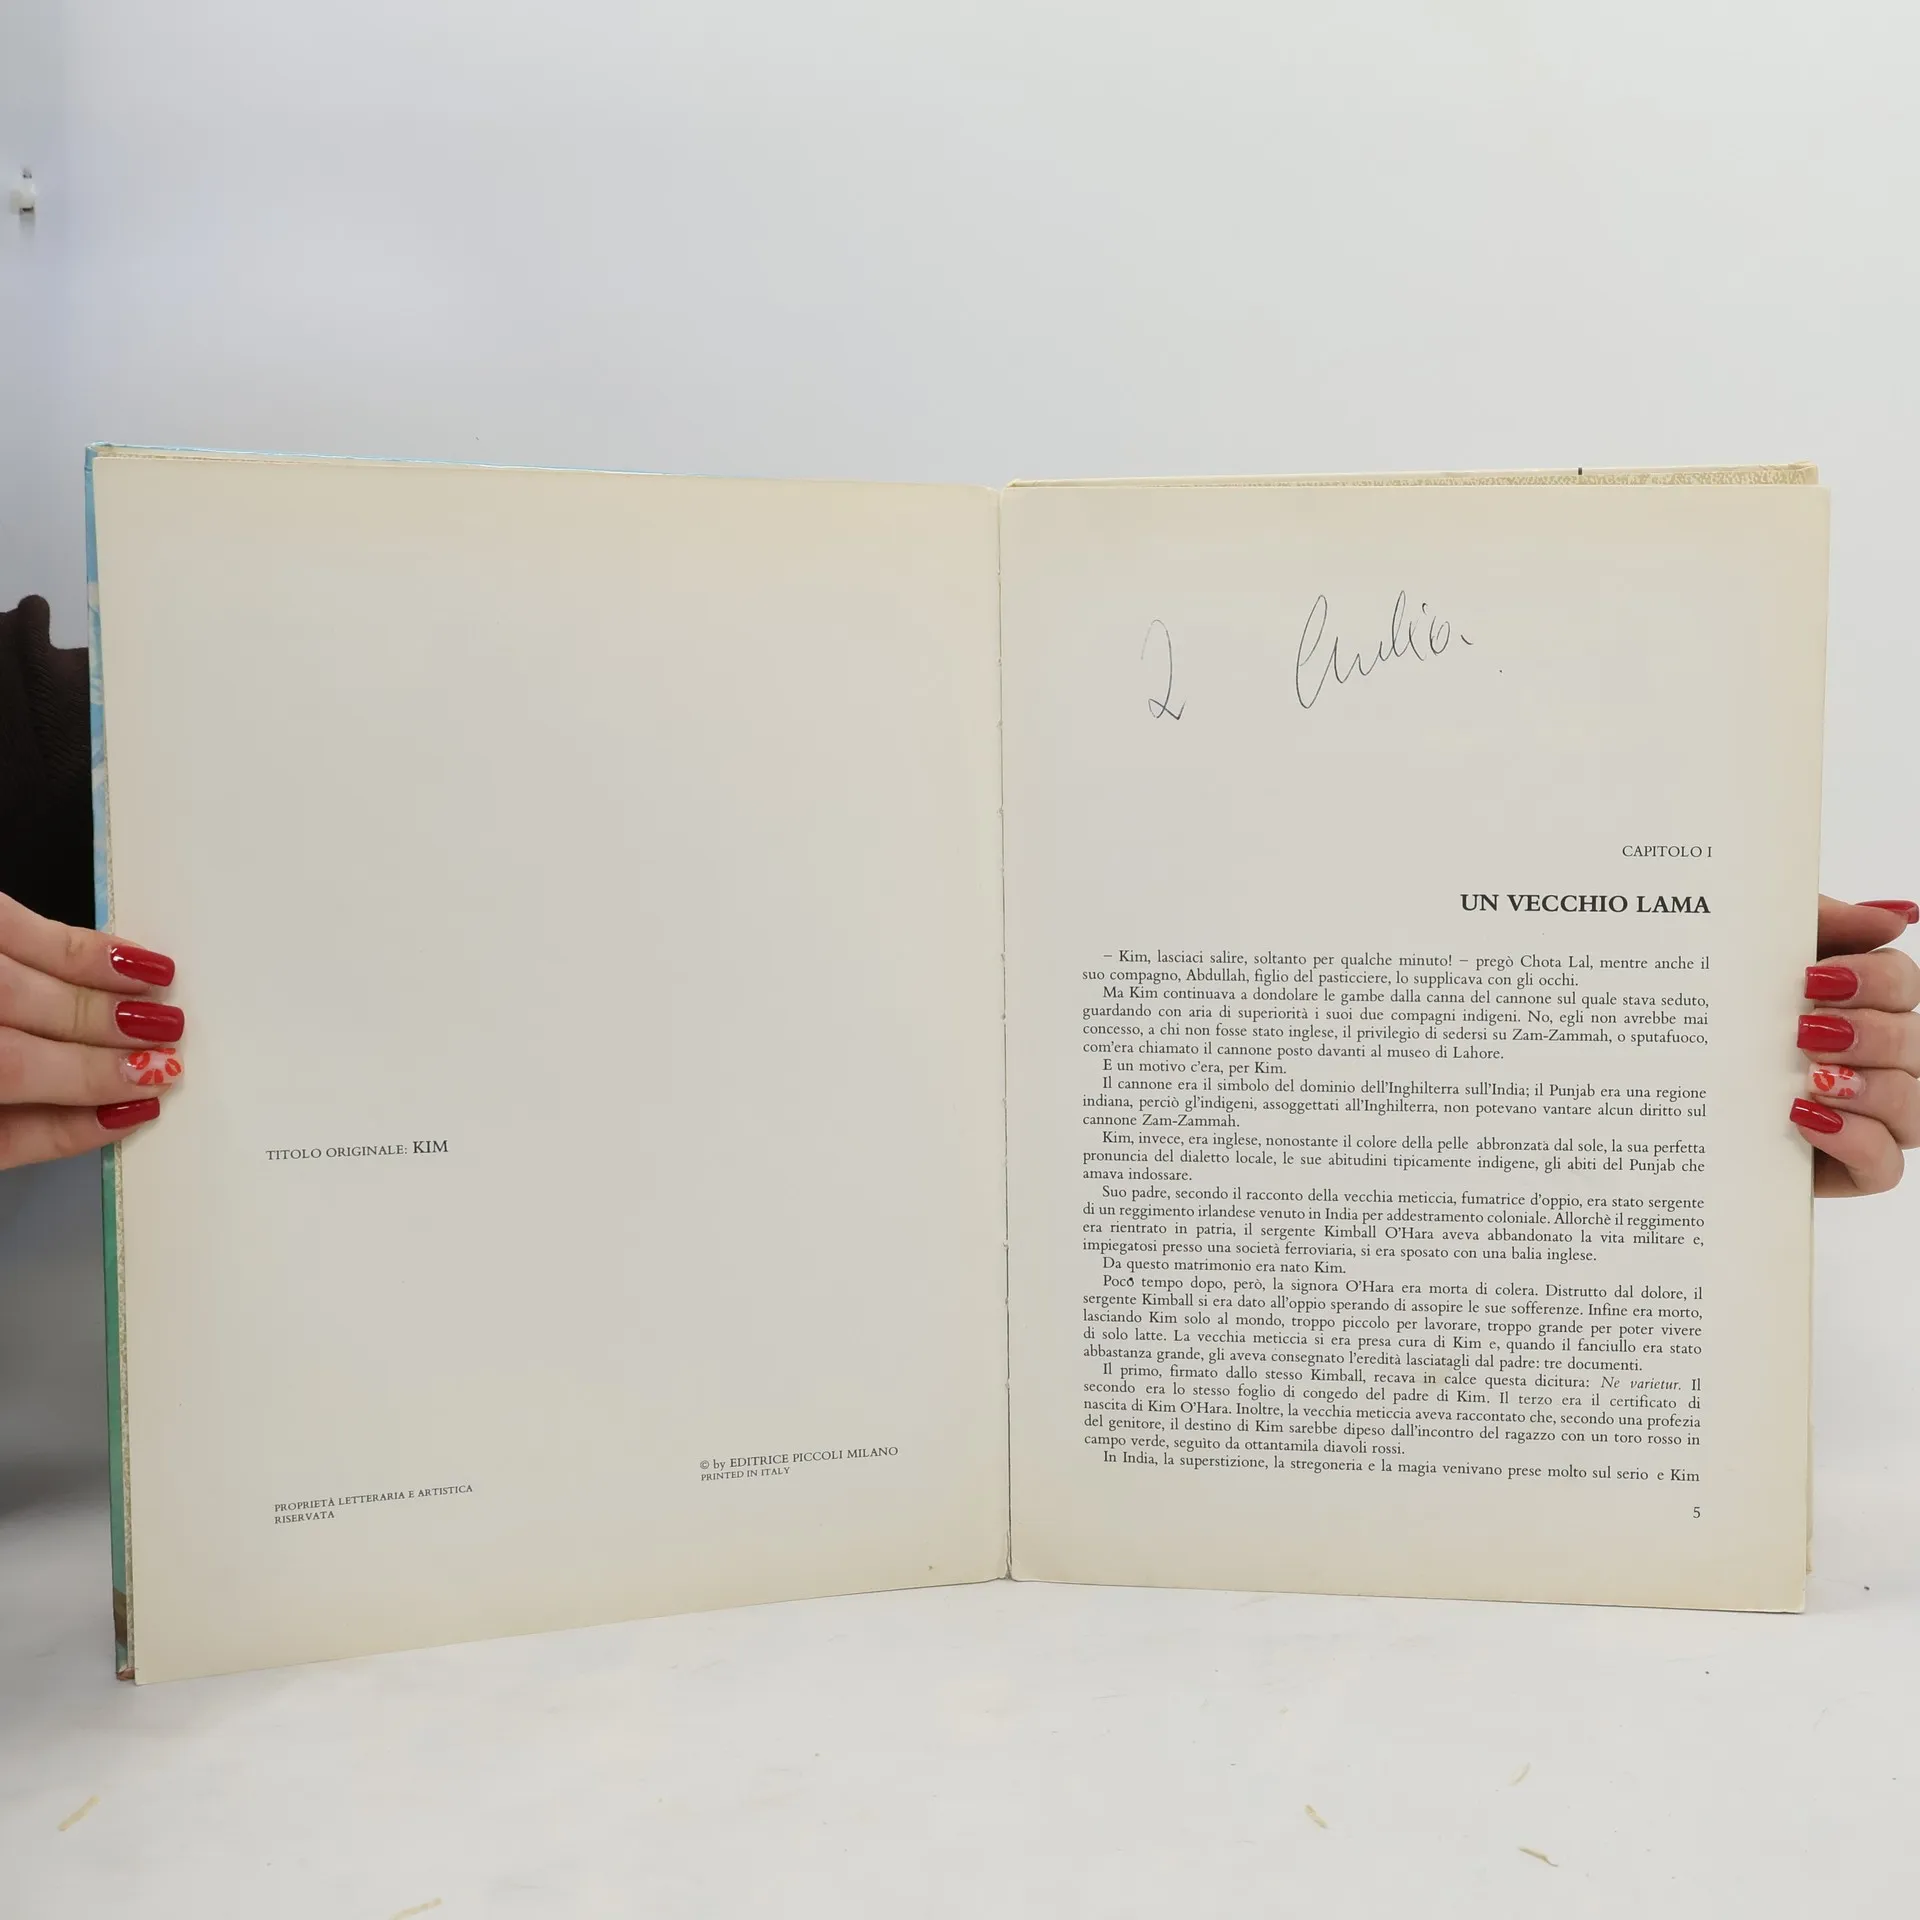 TITOLO ORIGINALE: KIM
© by EDITRICE PICCOLI MILANO
PRINTED IN ITALY
PROPRIETÀ LETTERARIA E ARTISTICA
RISERVATA
2
CAPITOLO I
UN VECCHIO LAMA
– Kim, lasciaci salire, soltanto per qualche minuto! – pregò Chota Lal, mentre anche il
suo compagno, Abdullah, figlio del pasticciere, lo supplicava con gli occhi.
Ma Kim continuava a dondolare le gambe dalla canna del cannone sul quale stava seduto,
guardando con aria di superiorità i suoi due compagni indigeni. No, egli non avrebbe mai
concesso, a chi non fosse stato inglese, il privilegio di sedersi su Zam-Zammah, o sputafuoco,
com'era chiamato il cannone posto davanti al museo di Lahore.
E un motivo c'era, per Kim.
Il cannone era il simbolo del dominio dell'Inghilterra sull'India; il Punjab era una regione
indiana, perciò gl'indigeni, assoggettati all'Inghilterra, non potevano vantare alcun diritto sul
cannone Zam-Zammah.
Kim, invece, era inglese, nonostante il colore della pelle abbronzata dal sole, la sua perfetta
pronuncia del dialetto locale, le sue abitudini tipicamente indigene, gli abiti del Punjab che
amava indossare.
Suo padre, secondo il racconto della vecchia meticcia, fumatrice d'oppio, era stato sergente
di un reggimento irlandese venuto in India per addestramento coloniale. Allorchè il reggimento
era rientrato in patria, il sergente Kimball O'Hara aveva abbandonato la vita militare e,
impiegatosi presso una società ferroviaria, si era sposato con una balia inglese.
Da questo matrimonio era nato Kim.
Poco tempo dopo, però, la signora O'Hara era morta di colera. Distrutto dal dolore, il
sergente Kimball si era dato all'oppio sperando di assopire le sue sofferenze. Infine era morto,
lasciando Kim solo al mondo, troppo piccolo per lavorare, troppo grande per poter vivere
di solo latte. La vecchia meticcia si era presa cura di Kim e, quando il fanciullo era stato
abbastanza grande, gli aveva consegnato l'eredità lasciatagli dal padre: tre documenti.
Il primo, firmato dallo stesso Kimball, recava in calce questa dicitura: Ne varietur. Il
secondo era lo stesso foglio di congedo del padre di Kim. Il terzo era il certificato di
nascita di Kim O'Hara. Inoltre, la vecchia meticcia aveva raccontato che, secondo una profezia
del genitore, il destino di Kim sarebbe dipeso dall'incontro del ragazzo con un toro rosso in
campo verde, seguìto da ottantamila diavoli rossi.
In India, la superstizione, la stregoneria e la magia venivano prese molto sul serio e Kim
5